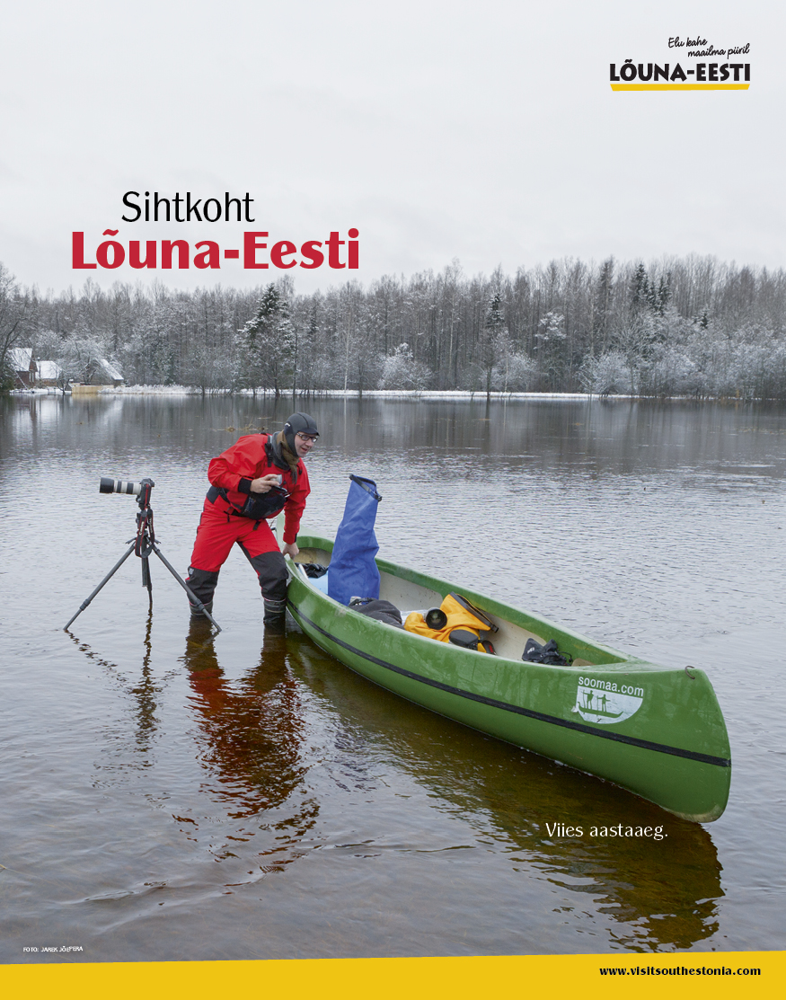 Elu kahe
maailma piiril
LÕUNA-EESTI
Sihtkoht
Lõuna-Eesti
soomaa.com
Viies aastaaeg.
FOTO: JAREK JÕEPERA
www.visitsouthestonia.com